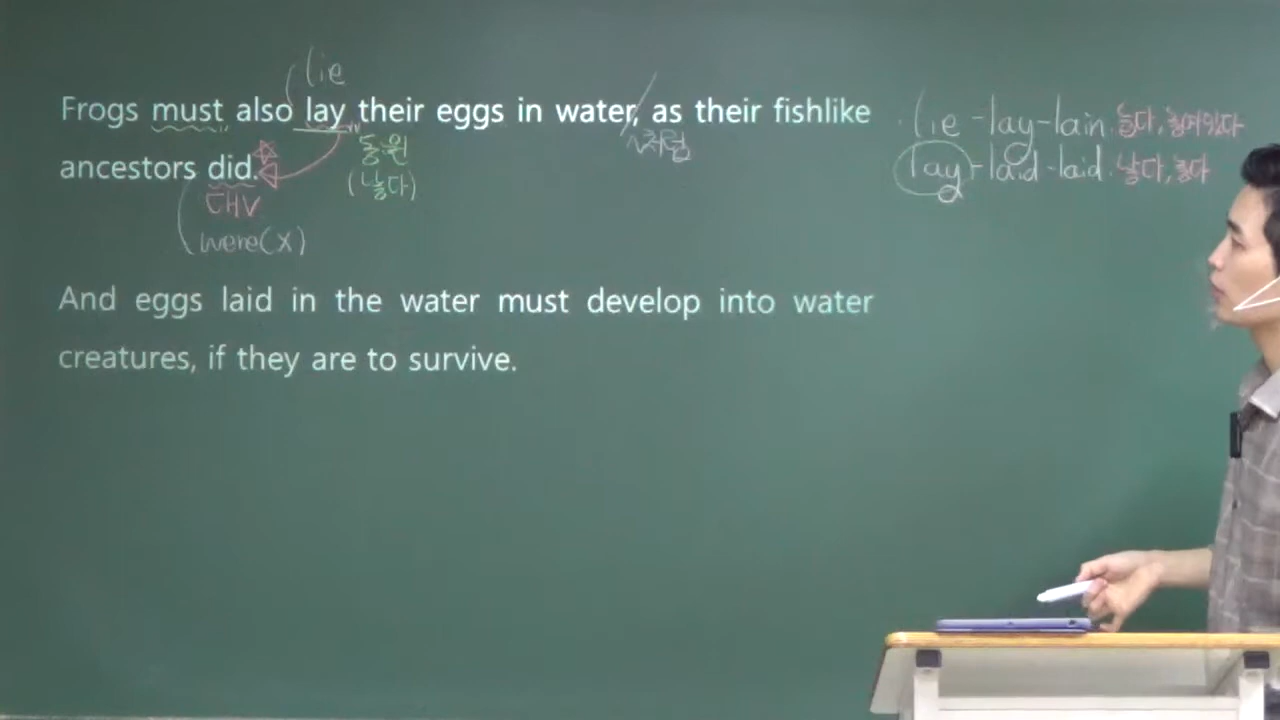 (lie
Frogs must also lay their eggs in water, as their fishlike
동.원
(낳다)
~처럼
ancestors did.
대V
(were(X)
And eggs laid in the water must develop into water
creatures, if they are to survive.
lie-lay-lain. 눕다, 놓여있다
lay-laid-laid. 낳다, 놓다